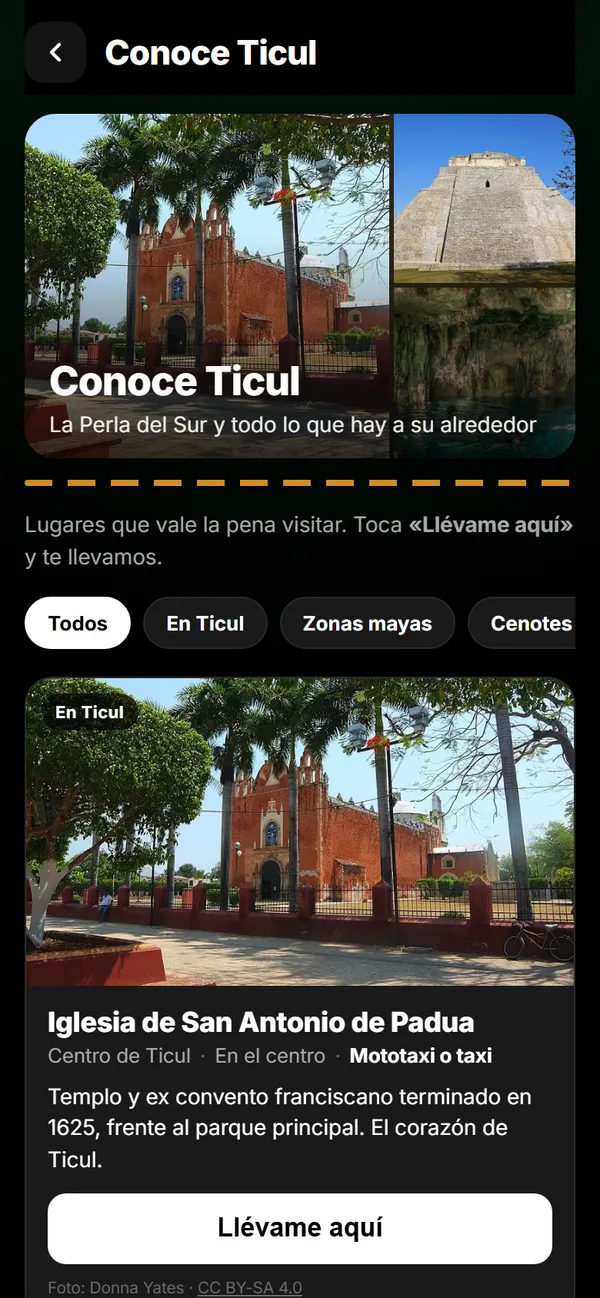 Conoce Ticul
Conoce Ticul
La Perla del Sur y todo lo que hay a su alrededor
Lugares que vale la pena visitar. Toca «Llévame aquí»
y te llevamos.
Todos
En Ticul
Zonas mayas
Cenotes
En Ticul
Iglesia de San Antonio de Padua
Centro de Ticul · En el centro · Mototaxi o taxi
Templo y ex convento franciscano terminado en
1625, frente al parque principal. El corazón de
Ticul.
Llévame aquí
Foto: Donna Yates · CC BY-SA 4.0